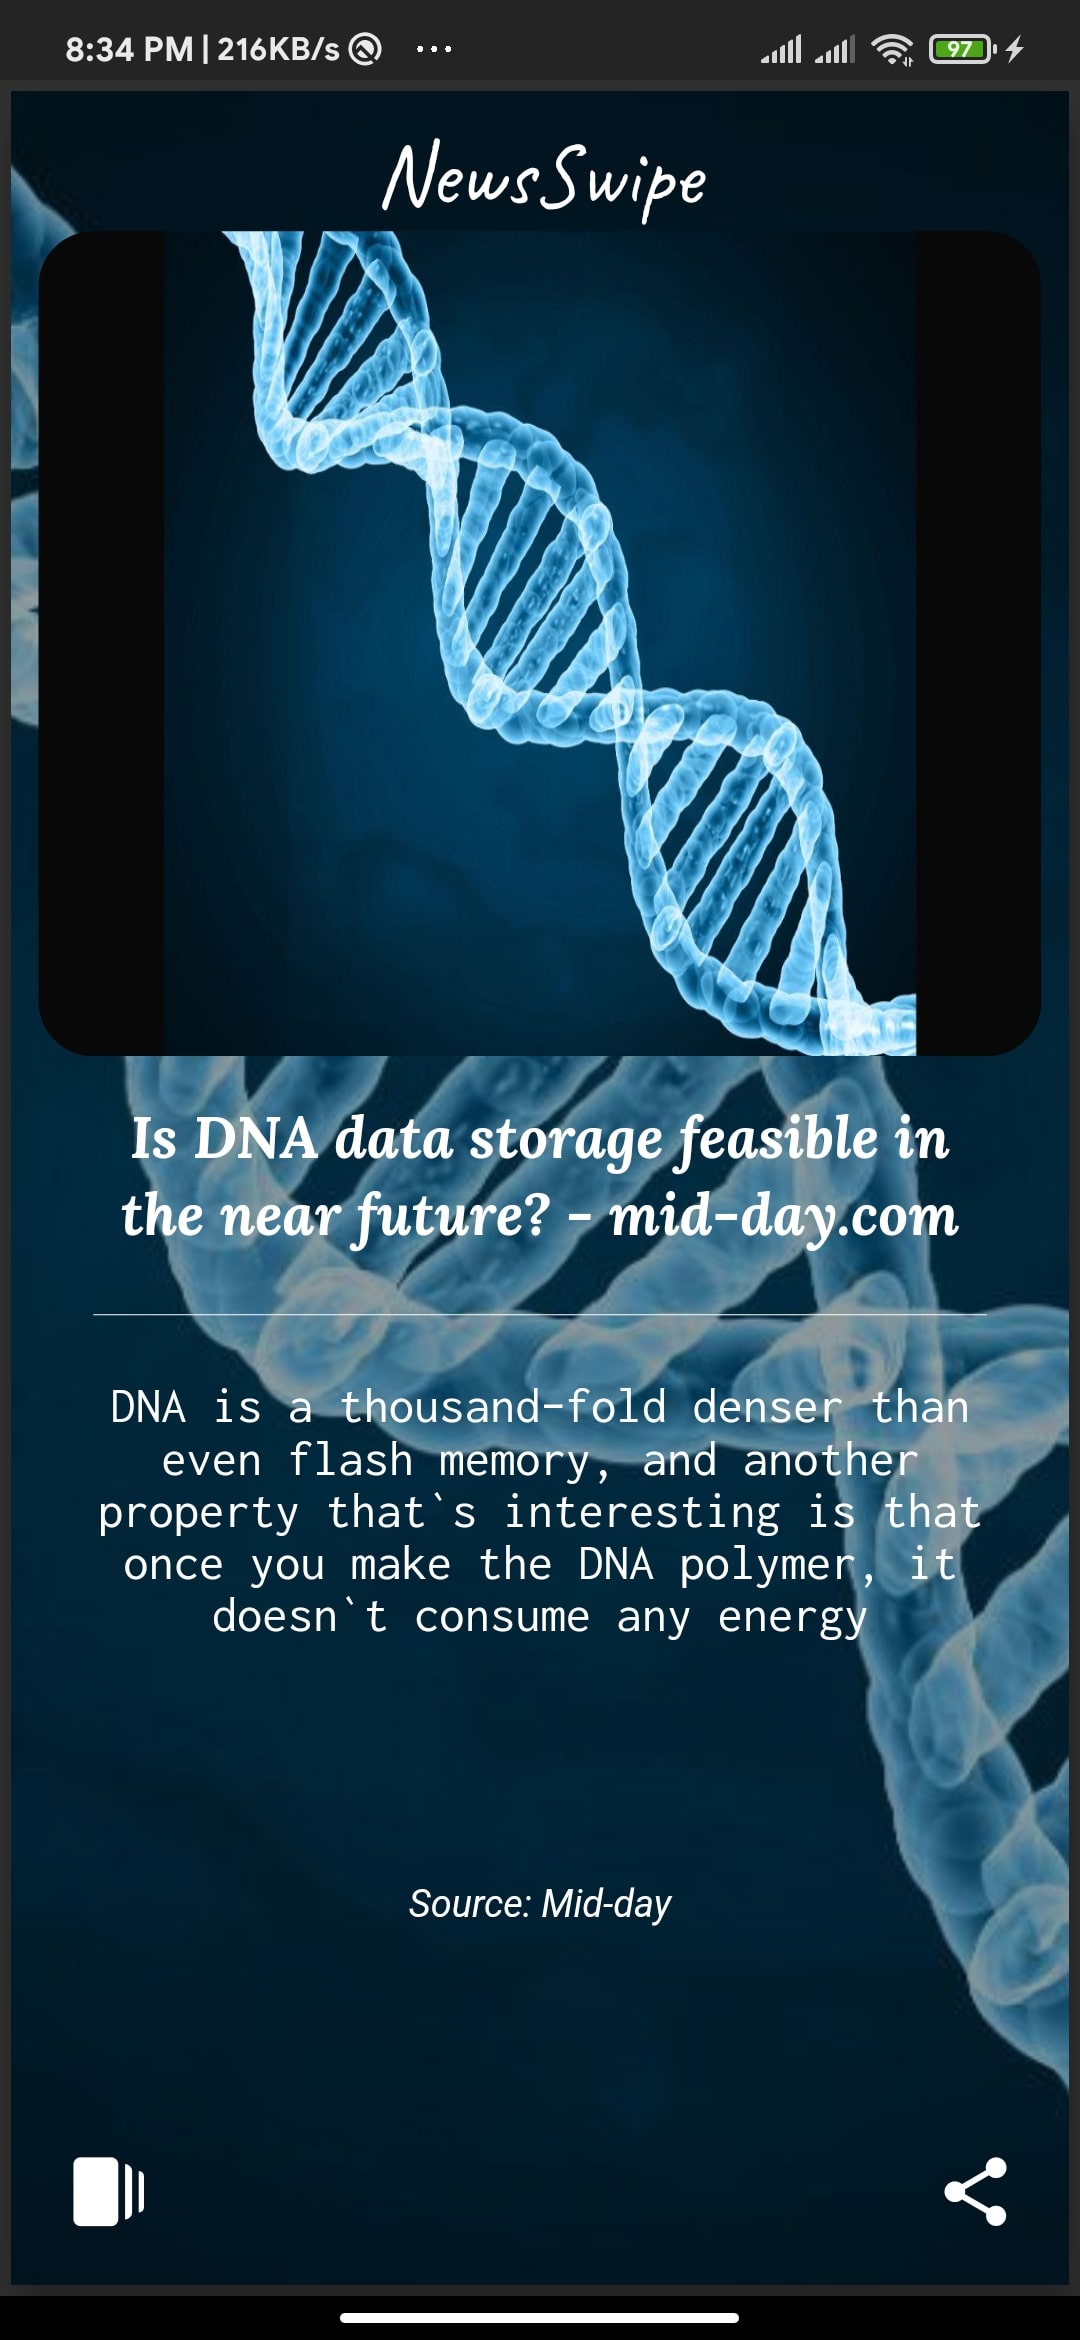 8:34 PM | 216KB/s ...
97
NewsSwipe
Is DNA data storage feasible in
the near future? - mid-day.com
DNA is a thousand-fold denser than
even flash memory, and another
property that`s interesting is that
once you make the DNA polymer, it
doesn`t consume any energy
Source: Mid-day